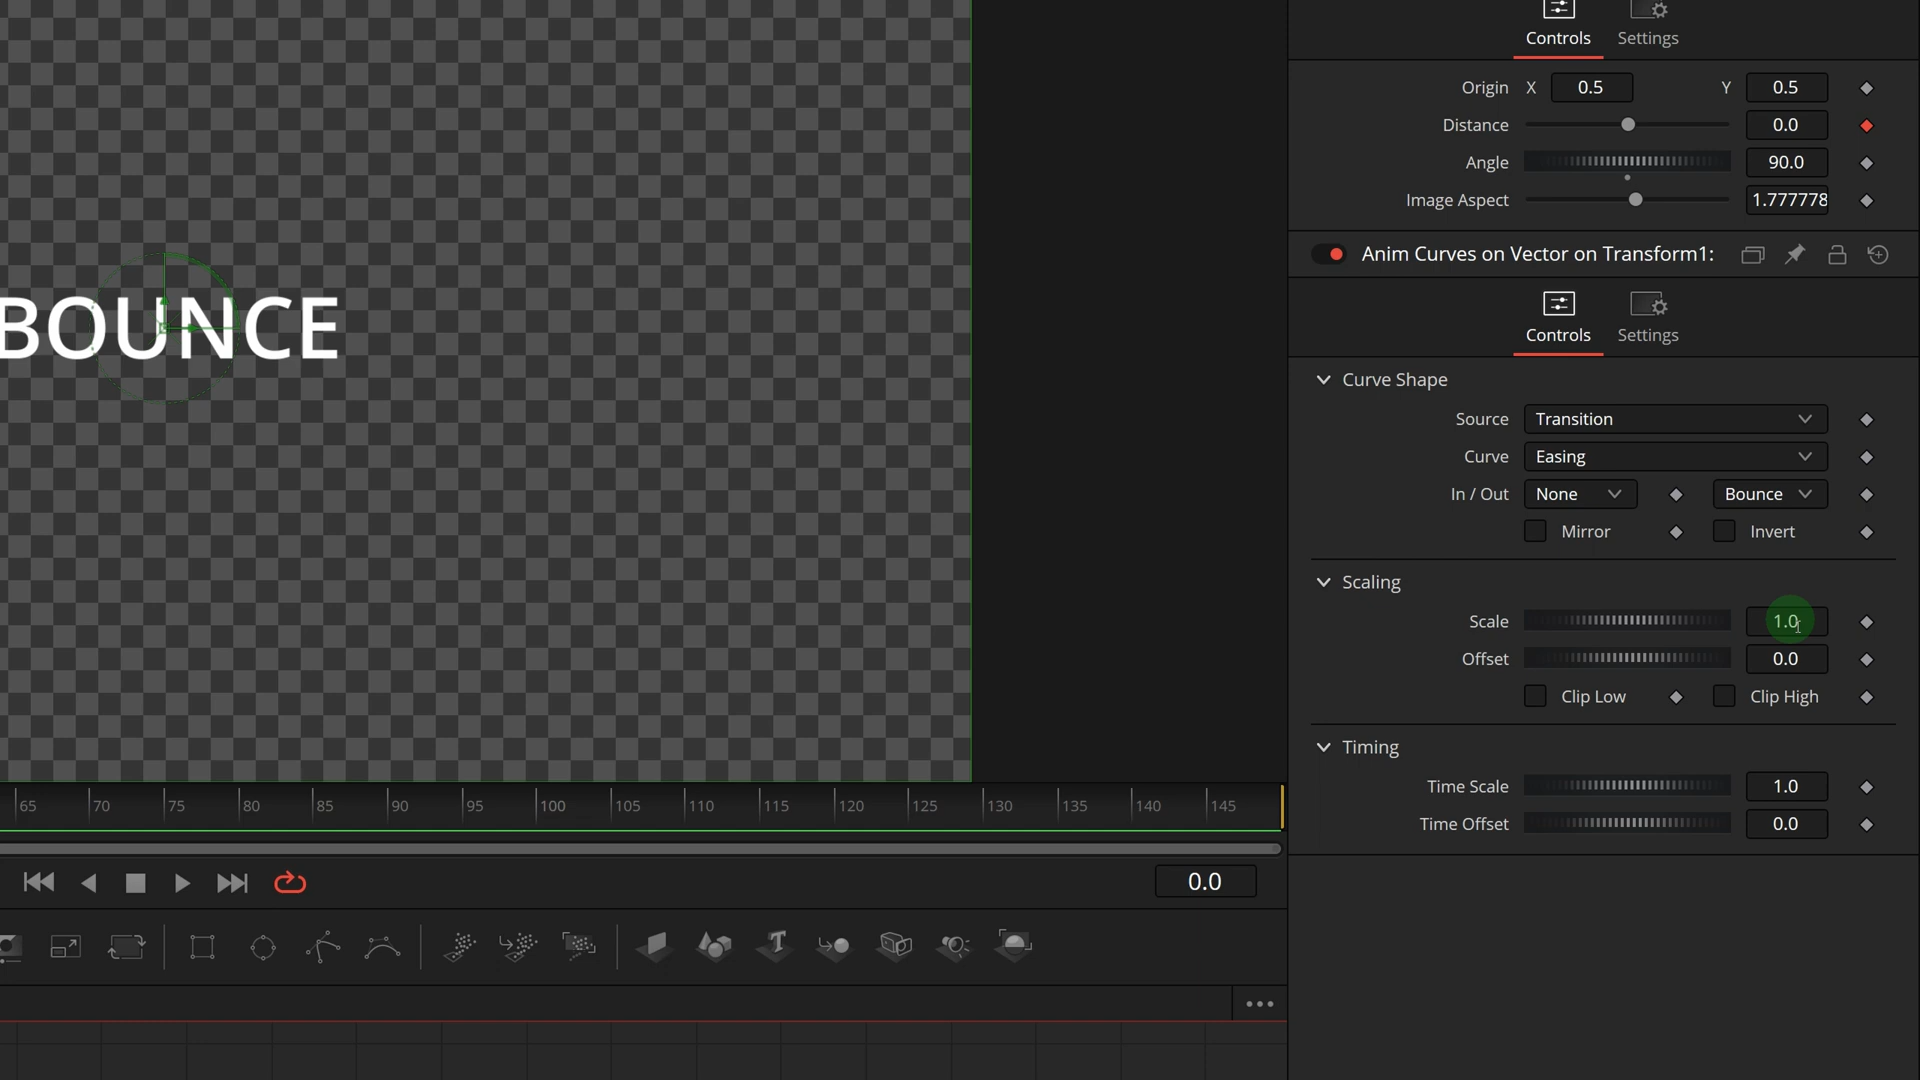 Controls Settings
Origin X 0.5 Y 0.5
Distance 0.0
Angle 90.0
Image Aspect 1.777778
Anim Curves on Vector on Transform1:
BOUNCE
Controls Settings
Curve Shape
Source Transition
Curve Easing
In / Out None Bounce
Mirror Invert
Scaling
Scale 1.0
Offset 0.0
Clip Low Clip High
Timing
Time Scale 1.0
Time Offset 0.0
65 70 75 80 85 90 95 100 105 110 115 120 125 130 135 140 145
0.0